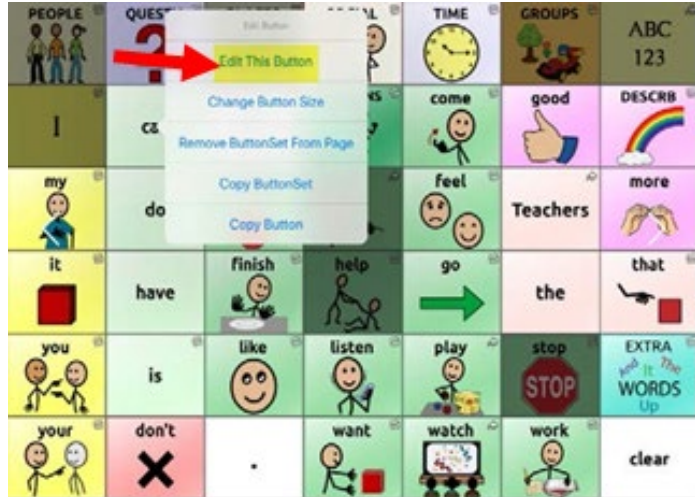 PEOPLE QUEST TIME GROUPS ABC
123
Edit Button
Edit This Button
I Change Button Size NS come good DESCRB
Remove ButtonSet From Page
my do Copy ButtonSet feel Teachers more
Copy Button
it have finish help go the that
you is like listen play stop EXTRA
STOP And It The
WORDS
Up
your don't . want watch work clear